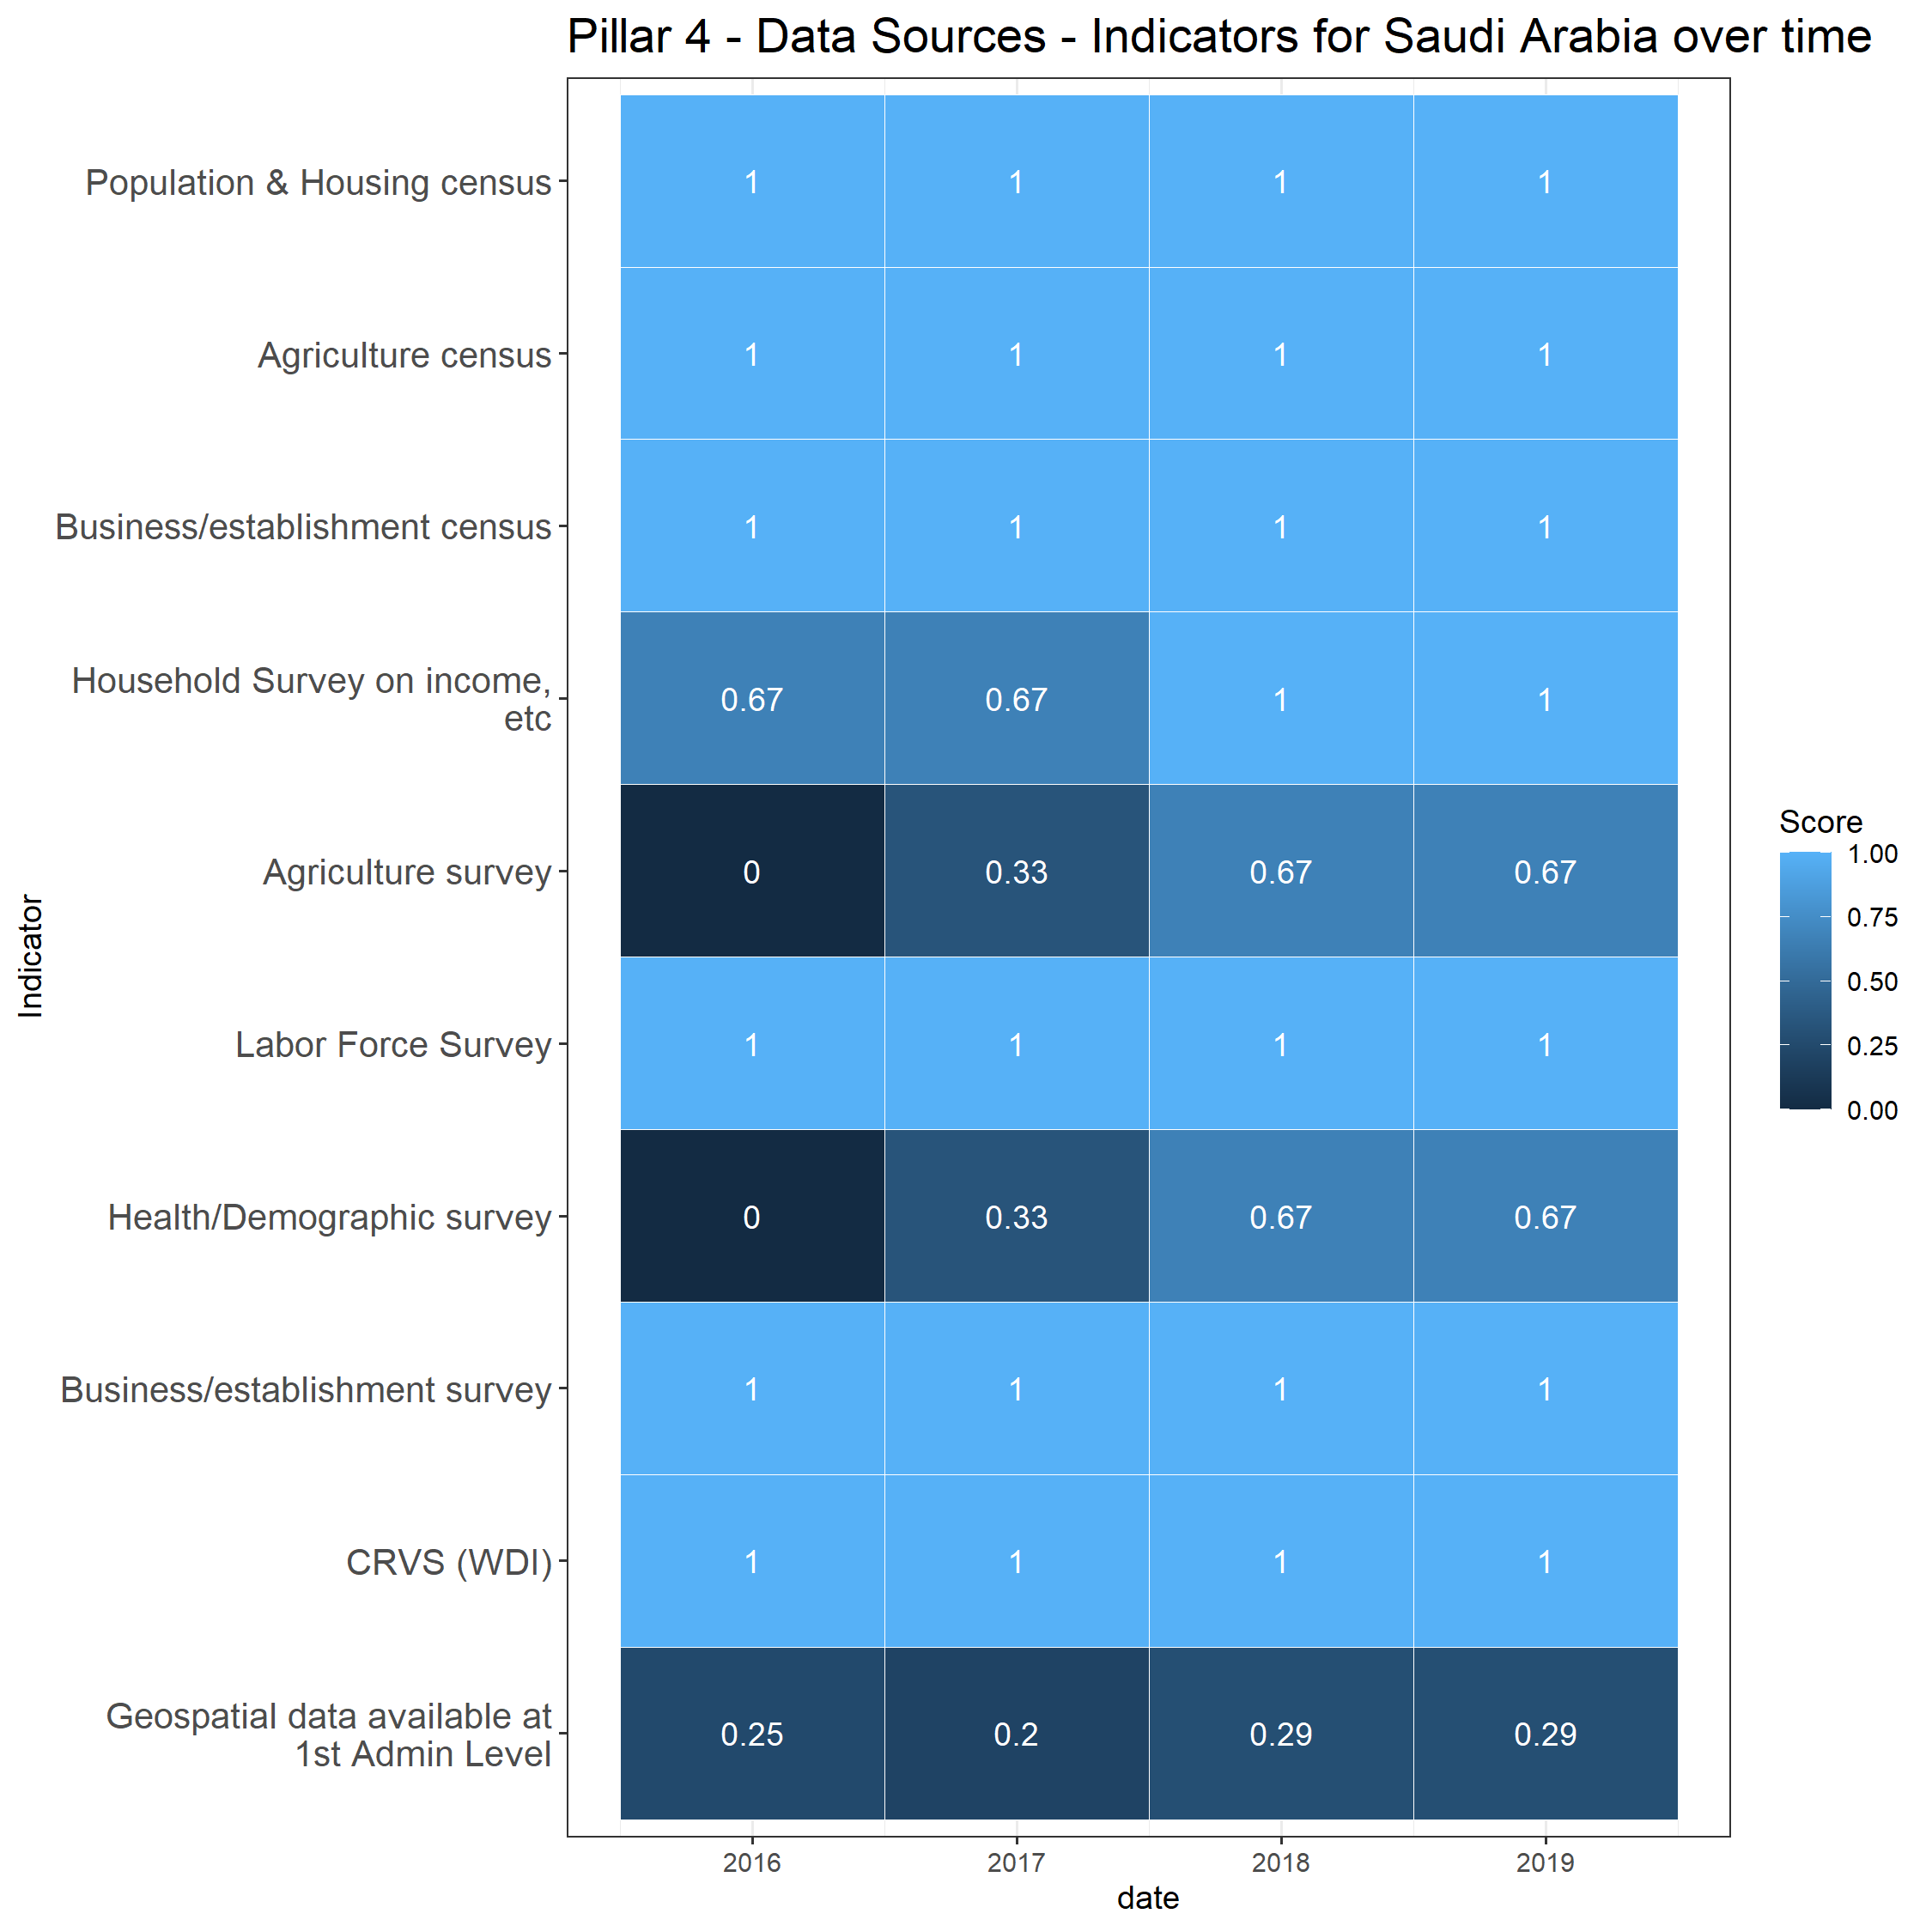 Pillar 4 - Data Sources - Indicators for Saudi Arabia over time
Indicator
Population & Housing census
1 1 1 1
Agriculture census
1 1 1 1
Business/establishment census
1 1 1 1
Household Survey on income,
etc
0.67 0.67 1 1
Agriculture survey
0 0.33 0.67 0.67
Labor Force Survey
1 1 1 1
Health/Demographic survey
0 0.33 0.67 0.67
Business/establishment survey
1 1 1 1
CRVS (WDI)
1 1 1 1
Geospatial data available at
1st Admin Level
0.25 0.2 0.29 0.29
2016 2017 2018 2019
date
Score
1.00
0.75
0.50
0.25
0.00